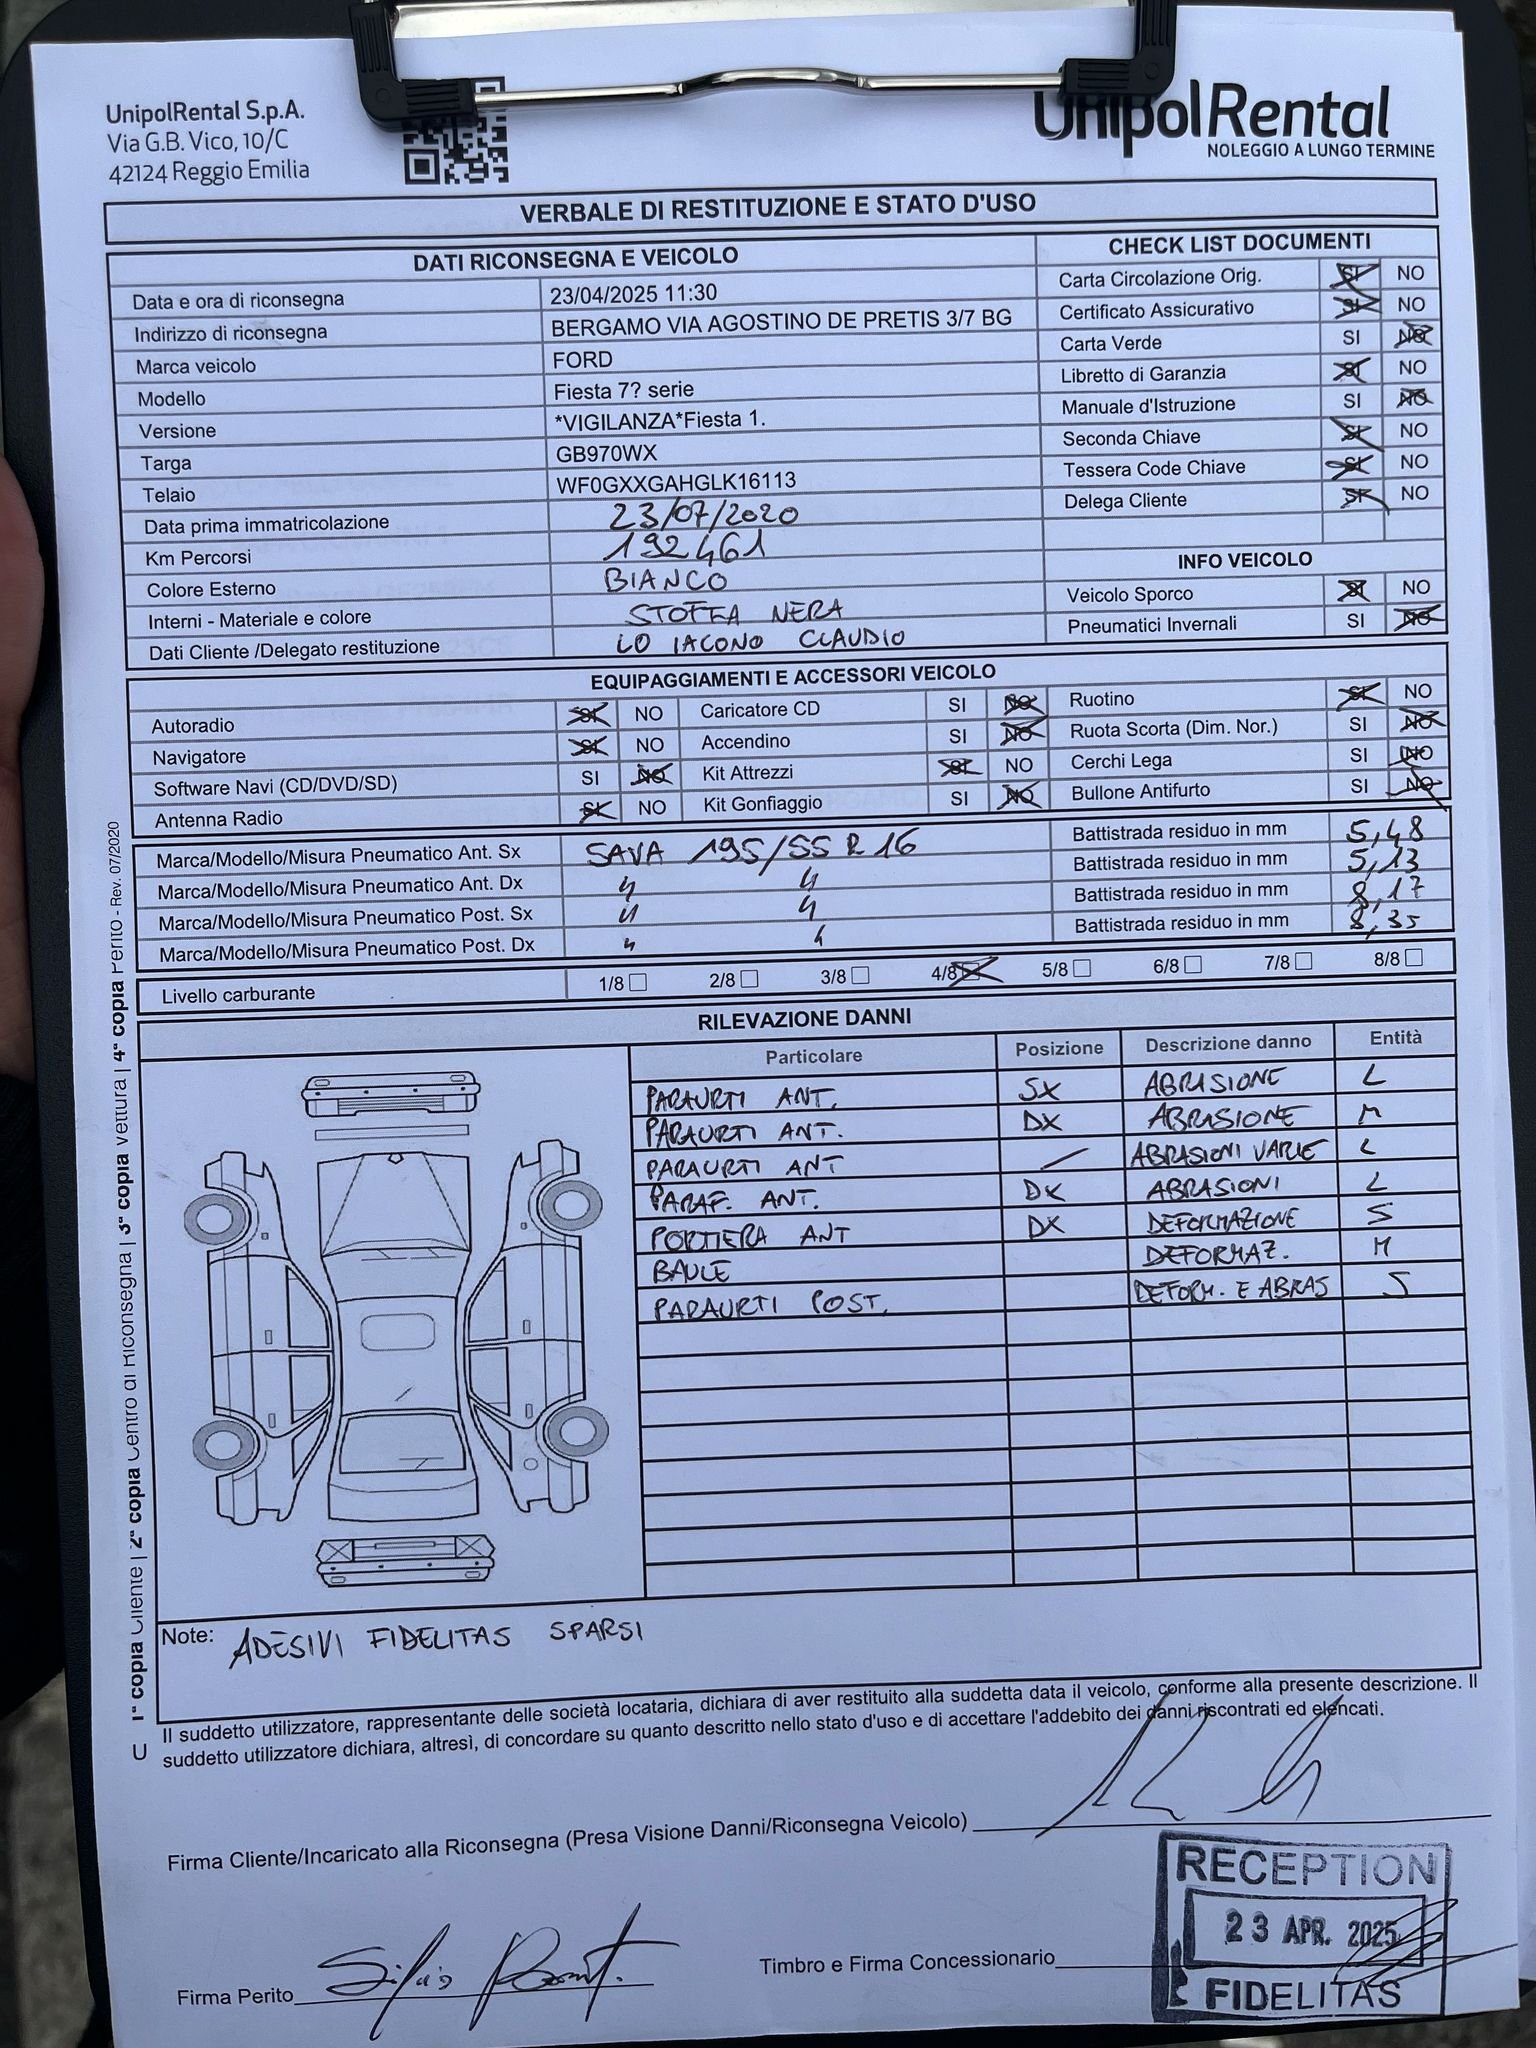 UnipolRental S.p.A.
Via G.B. Vico, 10/C
42124 Reggio Emilia
UnipolRental
NOLEGGIO A LUNGO TERMINE
VERBALE DI RESTITUZIONE E STATO D'USO
DATI RICONSEGNA E VEICOLO
Data e ora di riconsegna 23/04/2025 11:30
Indirizzo di riconsegna BERGAMO VIA AGOSTINO DE PRETIS 3/7 BG
Marca veicolo FORD
Modello Fiesta 7? serie
Versione *VIGILANZA*Fiesta 1.
Targa GB970WX
Telaio WF0GXXGAHGLK16113
Data prima immatricolazione 23/07/2020
Km Percorsi 192461
Colore Esterno BIANCO
Interni - Materiale e colore STOFFA NERA
Dati Cliente /Delegato restituzione LO IACONO CLAUDIO
CHECK LIST DOCUMENTI
Carta Circolazione Orig. SI NO
Certificato Assicurativo SI NO
Carta Verde SI NO
Libretto di Garanzia SI NO
Manuale d'Istruzione SI NO
Seconda Chiave SI NO
Tessera Code Chiave SI NO
Delega Cliente SI NO
INFO VEICOLO
Veicolo Sporco SI NO
Pneumatici Invernali SI NO
EQUIPAGGIAMENTI E ACCESSORI VEICOLO
Autoradio SI NO Caricatore CD SI NO Ruotino SI NO
Navigatore SI NO Accendino SI NO Ruota Scorta (Dim. Nor.) SI NO
Software Navi (CD/DVD/SD) SI NO Kit Attrezzi SI NO Cerchi Lega SI NO
Antenna Radio SI NO Kit Gonfiaggio SI NO Bullone Antifurto SI NO
Marca/Modello/Misura Pneumatico Ant. Sx SAVA 195/55 R 16 Battistrada residuo in mm 5,48
Marca/Modello/Misura Pneumatico Ant. Dx " " Battistrada residuo in mm 5,13
Marca/Modello/Misura Pneumatico Post. Sx " " Battistrada residuo in mm 8,17
Marca/Modello/Misura Pneumatico Post. Dx " " Battistrada residuo in mm 8,35
Livello carburante 1/8 2/8 3/8 4/8 5/8 6/8 7/8 8/8
RILEVAZIONE DANNI
Particolare Posizione Descrizione danno Entità
PARAURTI ANT. SX ABRASIONE L
PARAURTI ANT. DX ABRASIONE M
PARAURTI ANT / ABRASIONI VARIE L
PARAF. ANT. DX ABRASIONI L
PORTIERA ANT DX DEFORMAZIONE S
BAULE DEFORMAZ. M
PARAURTI POST. DEFORM. E ABRAS S
Note: ADESIVI FIDELITAS SPARSI
Il suddetto utilizzatore, rappresentante delle società locataria, dichiara di aver restituito alla suddetta data il veicolo, conforme alla presente descrizione. Il
suddetto utilizzatore dichiara, altresì, di concordare su quanto descritto nello stato d'uso e di accettare l'addebito dei danni riscontrati ed elencati.
Firma Cliente/Incaricato alla Riconsegna (Presa Visione Danni/Riconsegna Veicolo)
Firma Perito
Timbro e Firma Concessionario
RECEPTION
23 APR. 2025
FIDELITAS
1ª copia Cliente | 2ª copia Centro di Riconsegna | 3ª copia vettura | 4ª copia Perito - Rev. 07/2020